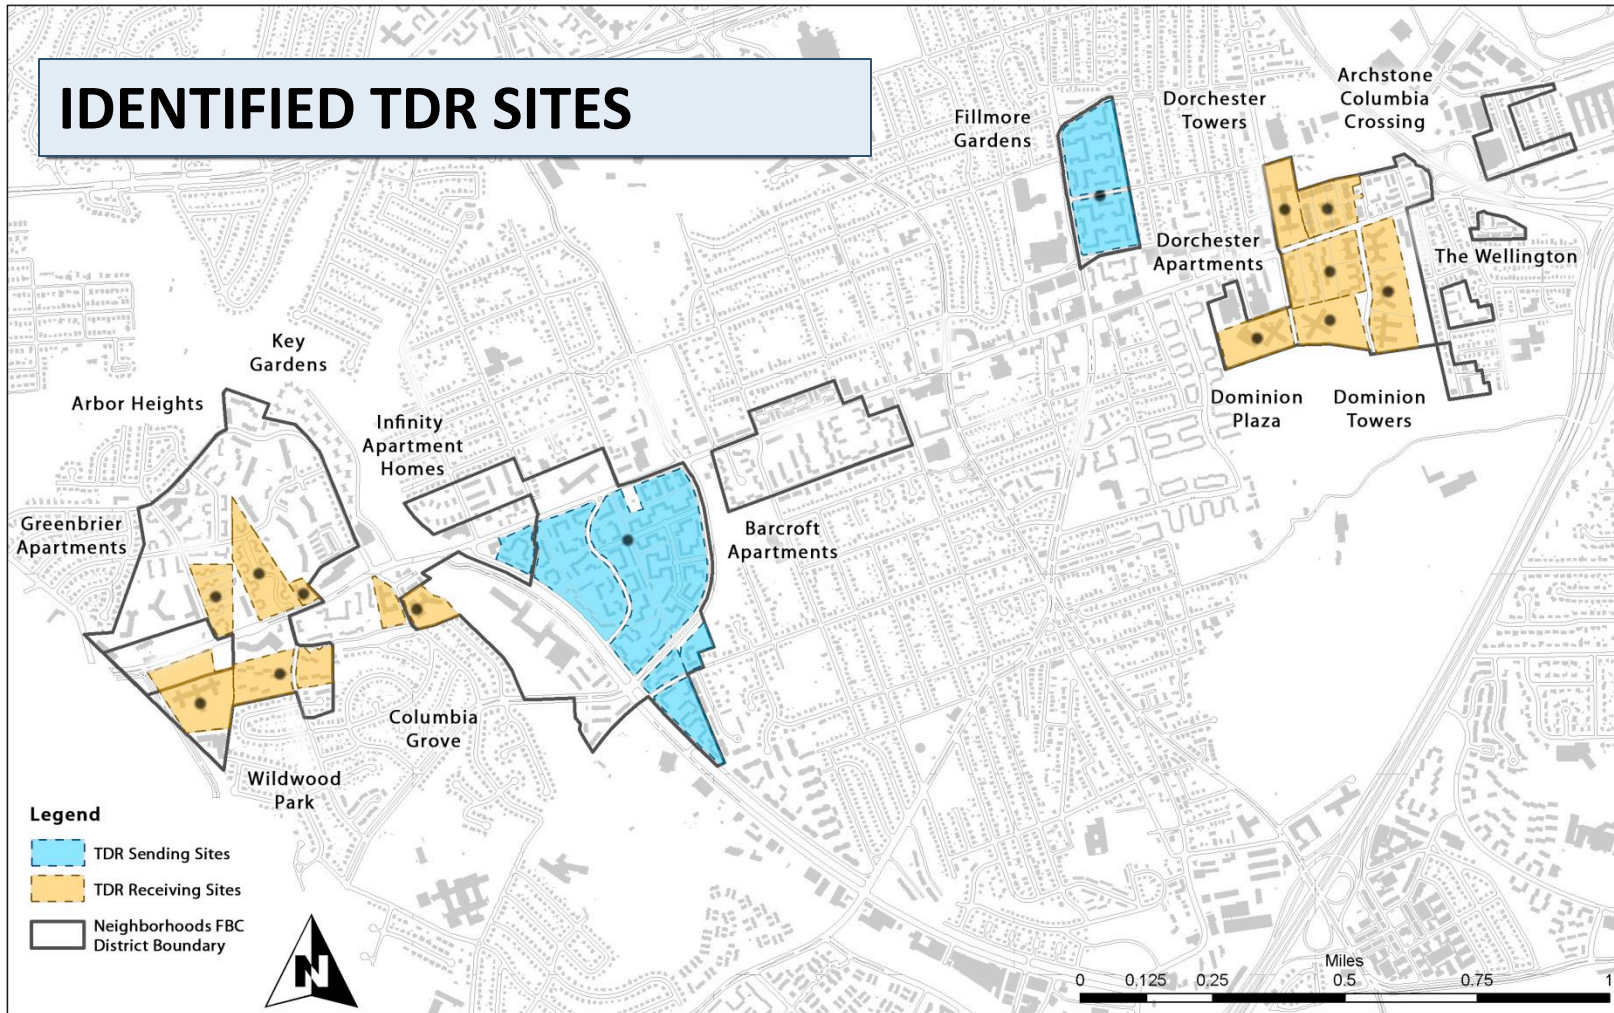 IDENTIFIED TDR SITES
Archstone
Columbia
Crossing
Dorchester
Towers
Fillmore
Gardens
Dorchester
Apartments
The Wellington
Key
Gardens
Arbor Heights
Infinity
Apartment
Homes
Dominion
Plaza
Dominion
Towers
Greenbrier
Apartments
Barcroft
Apartments
Columbia
Grove
Wildwood
Park
Legend
TDR Sending Sites
TDR Receiving Sites
Neighborhoods FBC
District Boundary
N
Miles
0 0.125 0.25 0.5 0.75 1